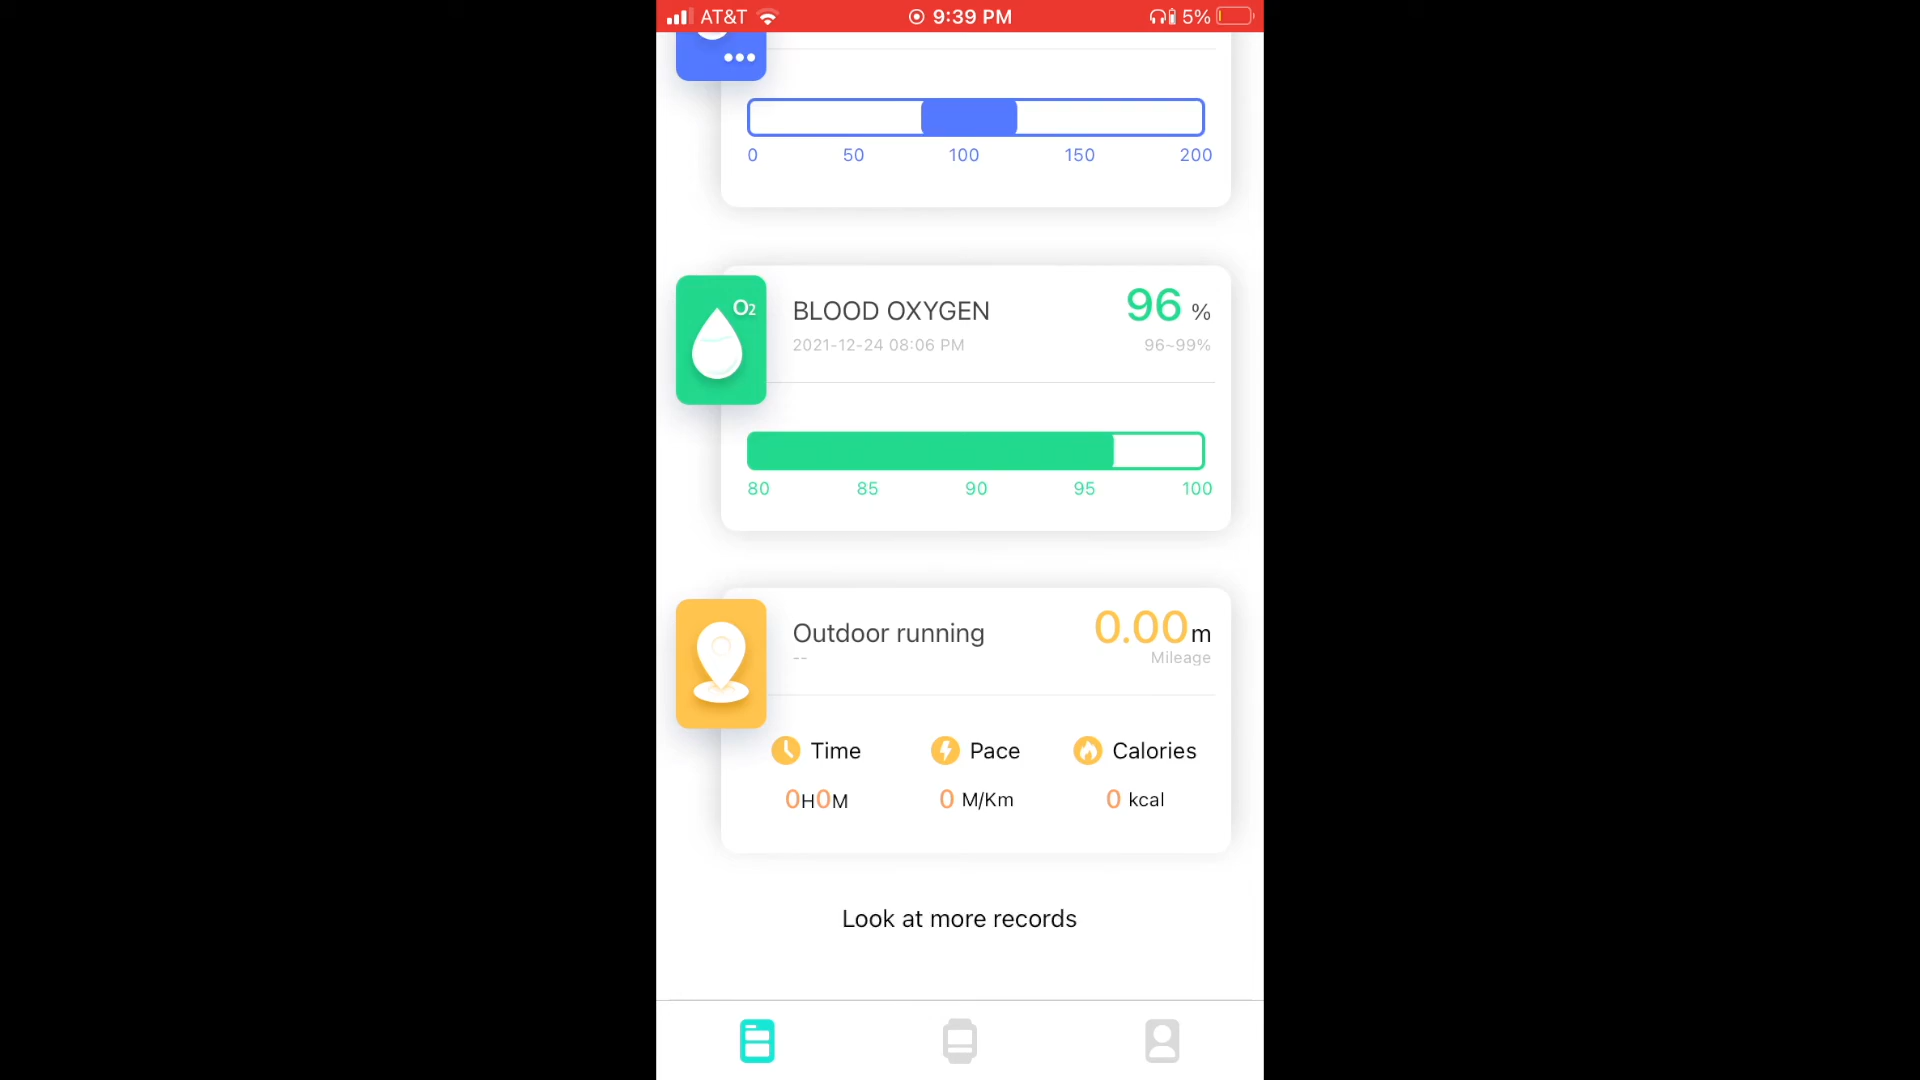 AT&T 9:39 PM 5%
0 50 100 150 200
O2
BLOOD OXYGEN 96 %
2021-12-24 08:06 PM 96~99%
80 85 90 95 100
Outdoor running 0.00m
-- Mileage
Time Pace Calories
0H0M 0 M/Km 0 kcal
Look at more records